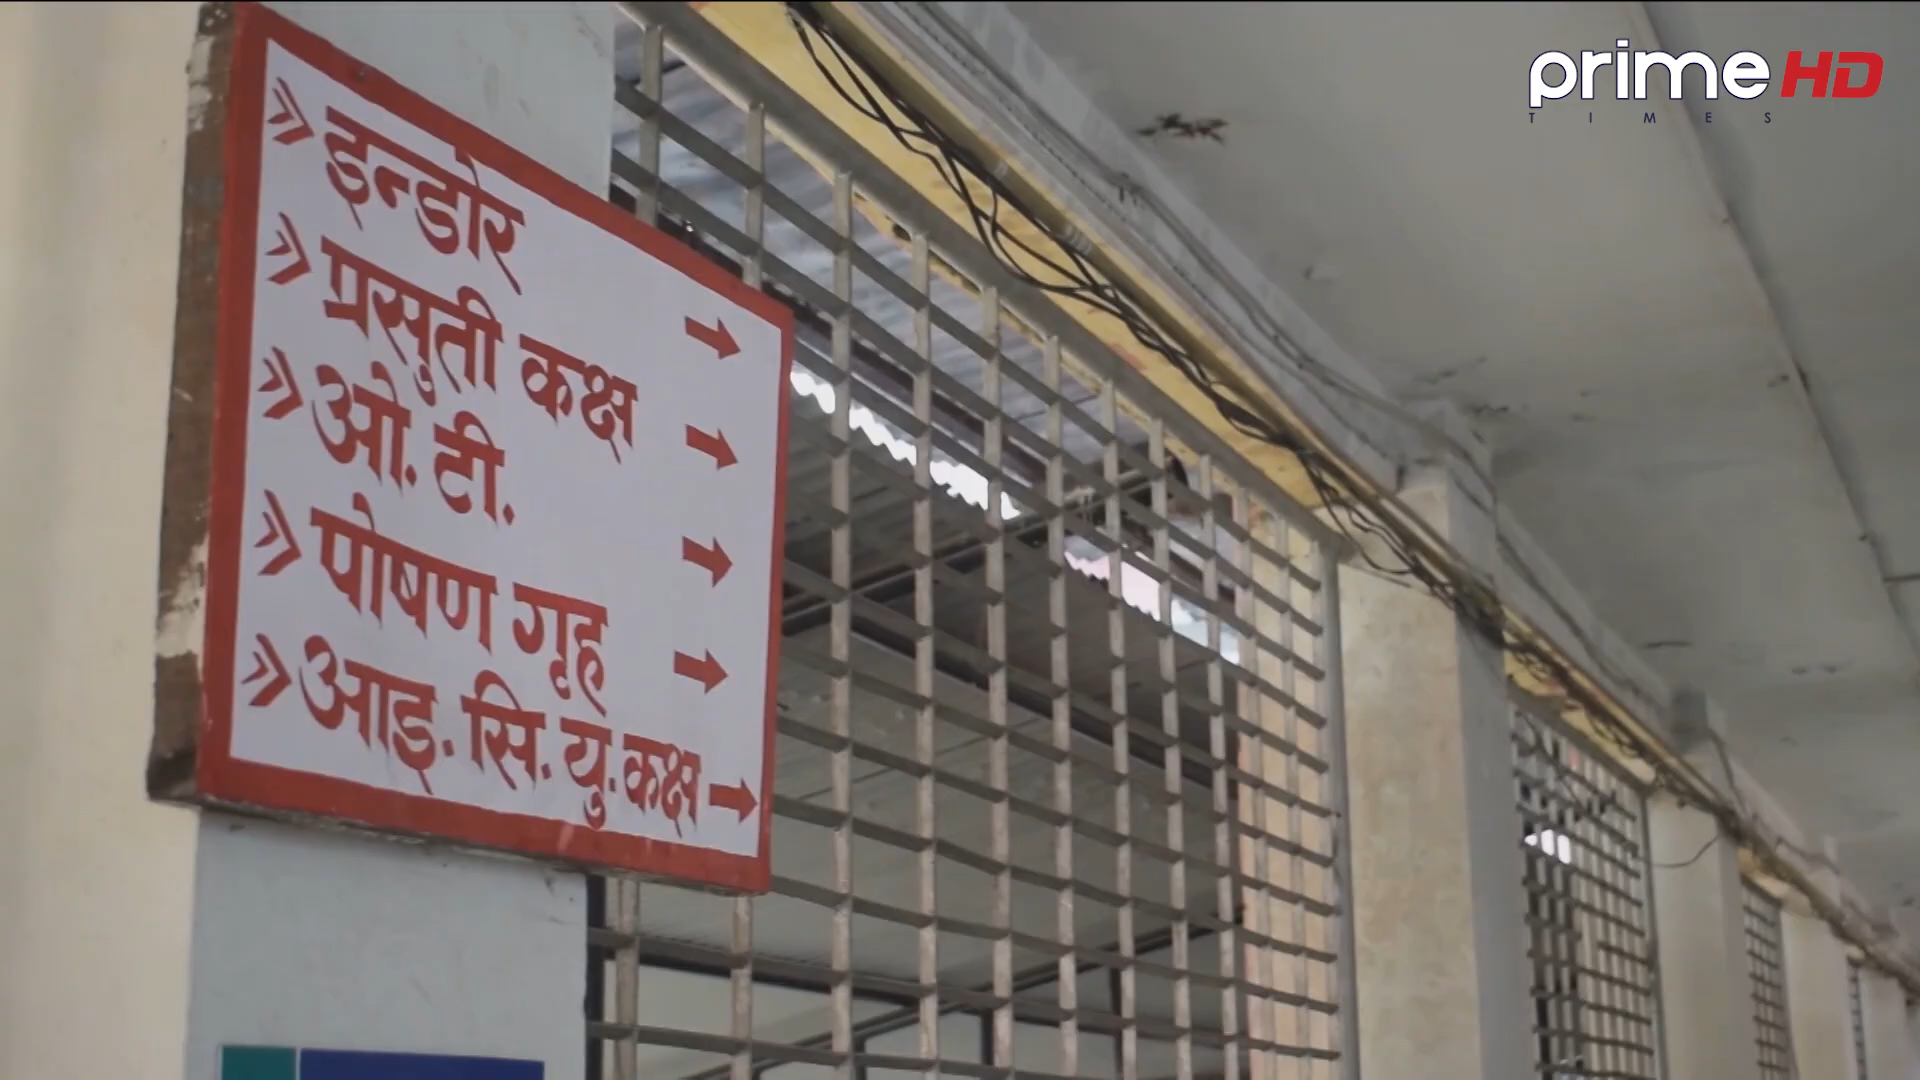 prime HD
TIMES
» इन्डोर →
» प्रसुती कक्ष →
» ओ. टी. →
» पोषण गृह →
» आइ. सि. यु. कक्ष →